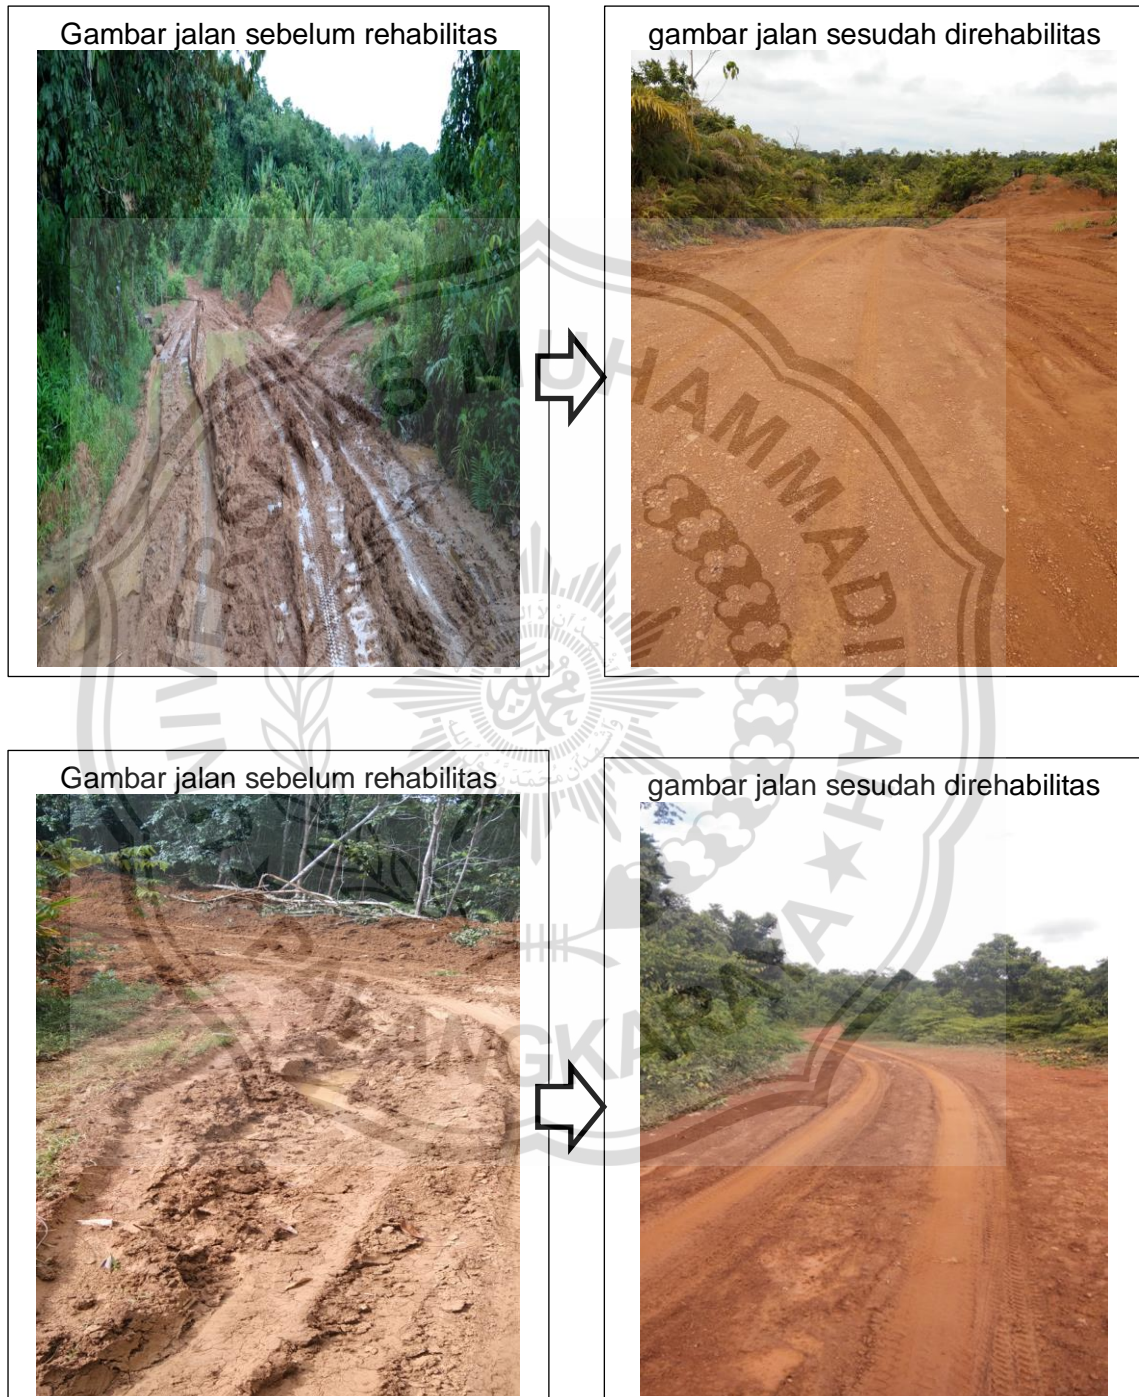 Gambar jalan sebelum rehabilitas
gambar jalan sesudah direhabilitas
MUHAMMADIYAH
Gambar jalan sebelum rehabilitas
gambar jalan sesudah direhabilitas